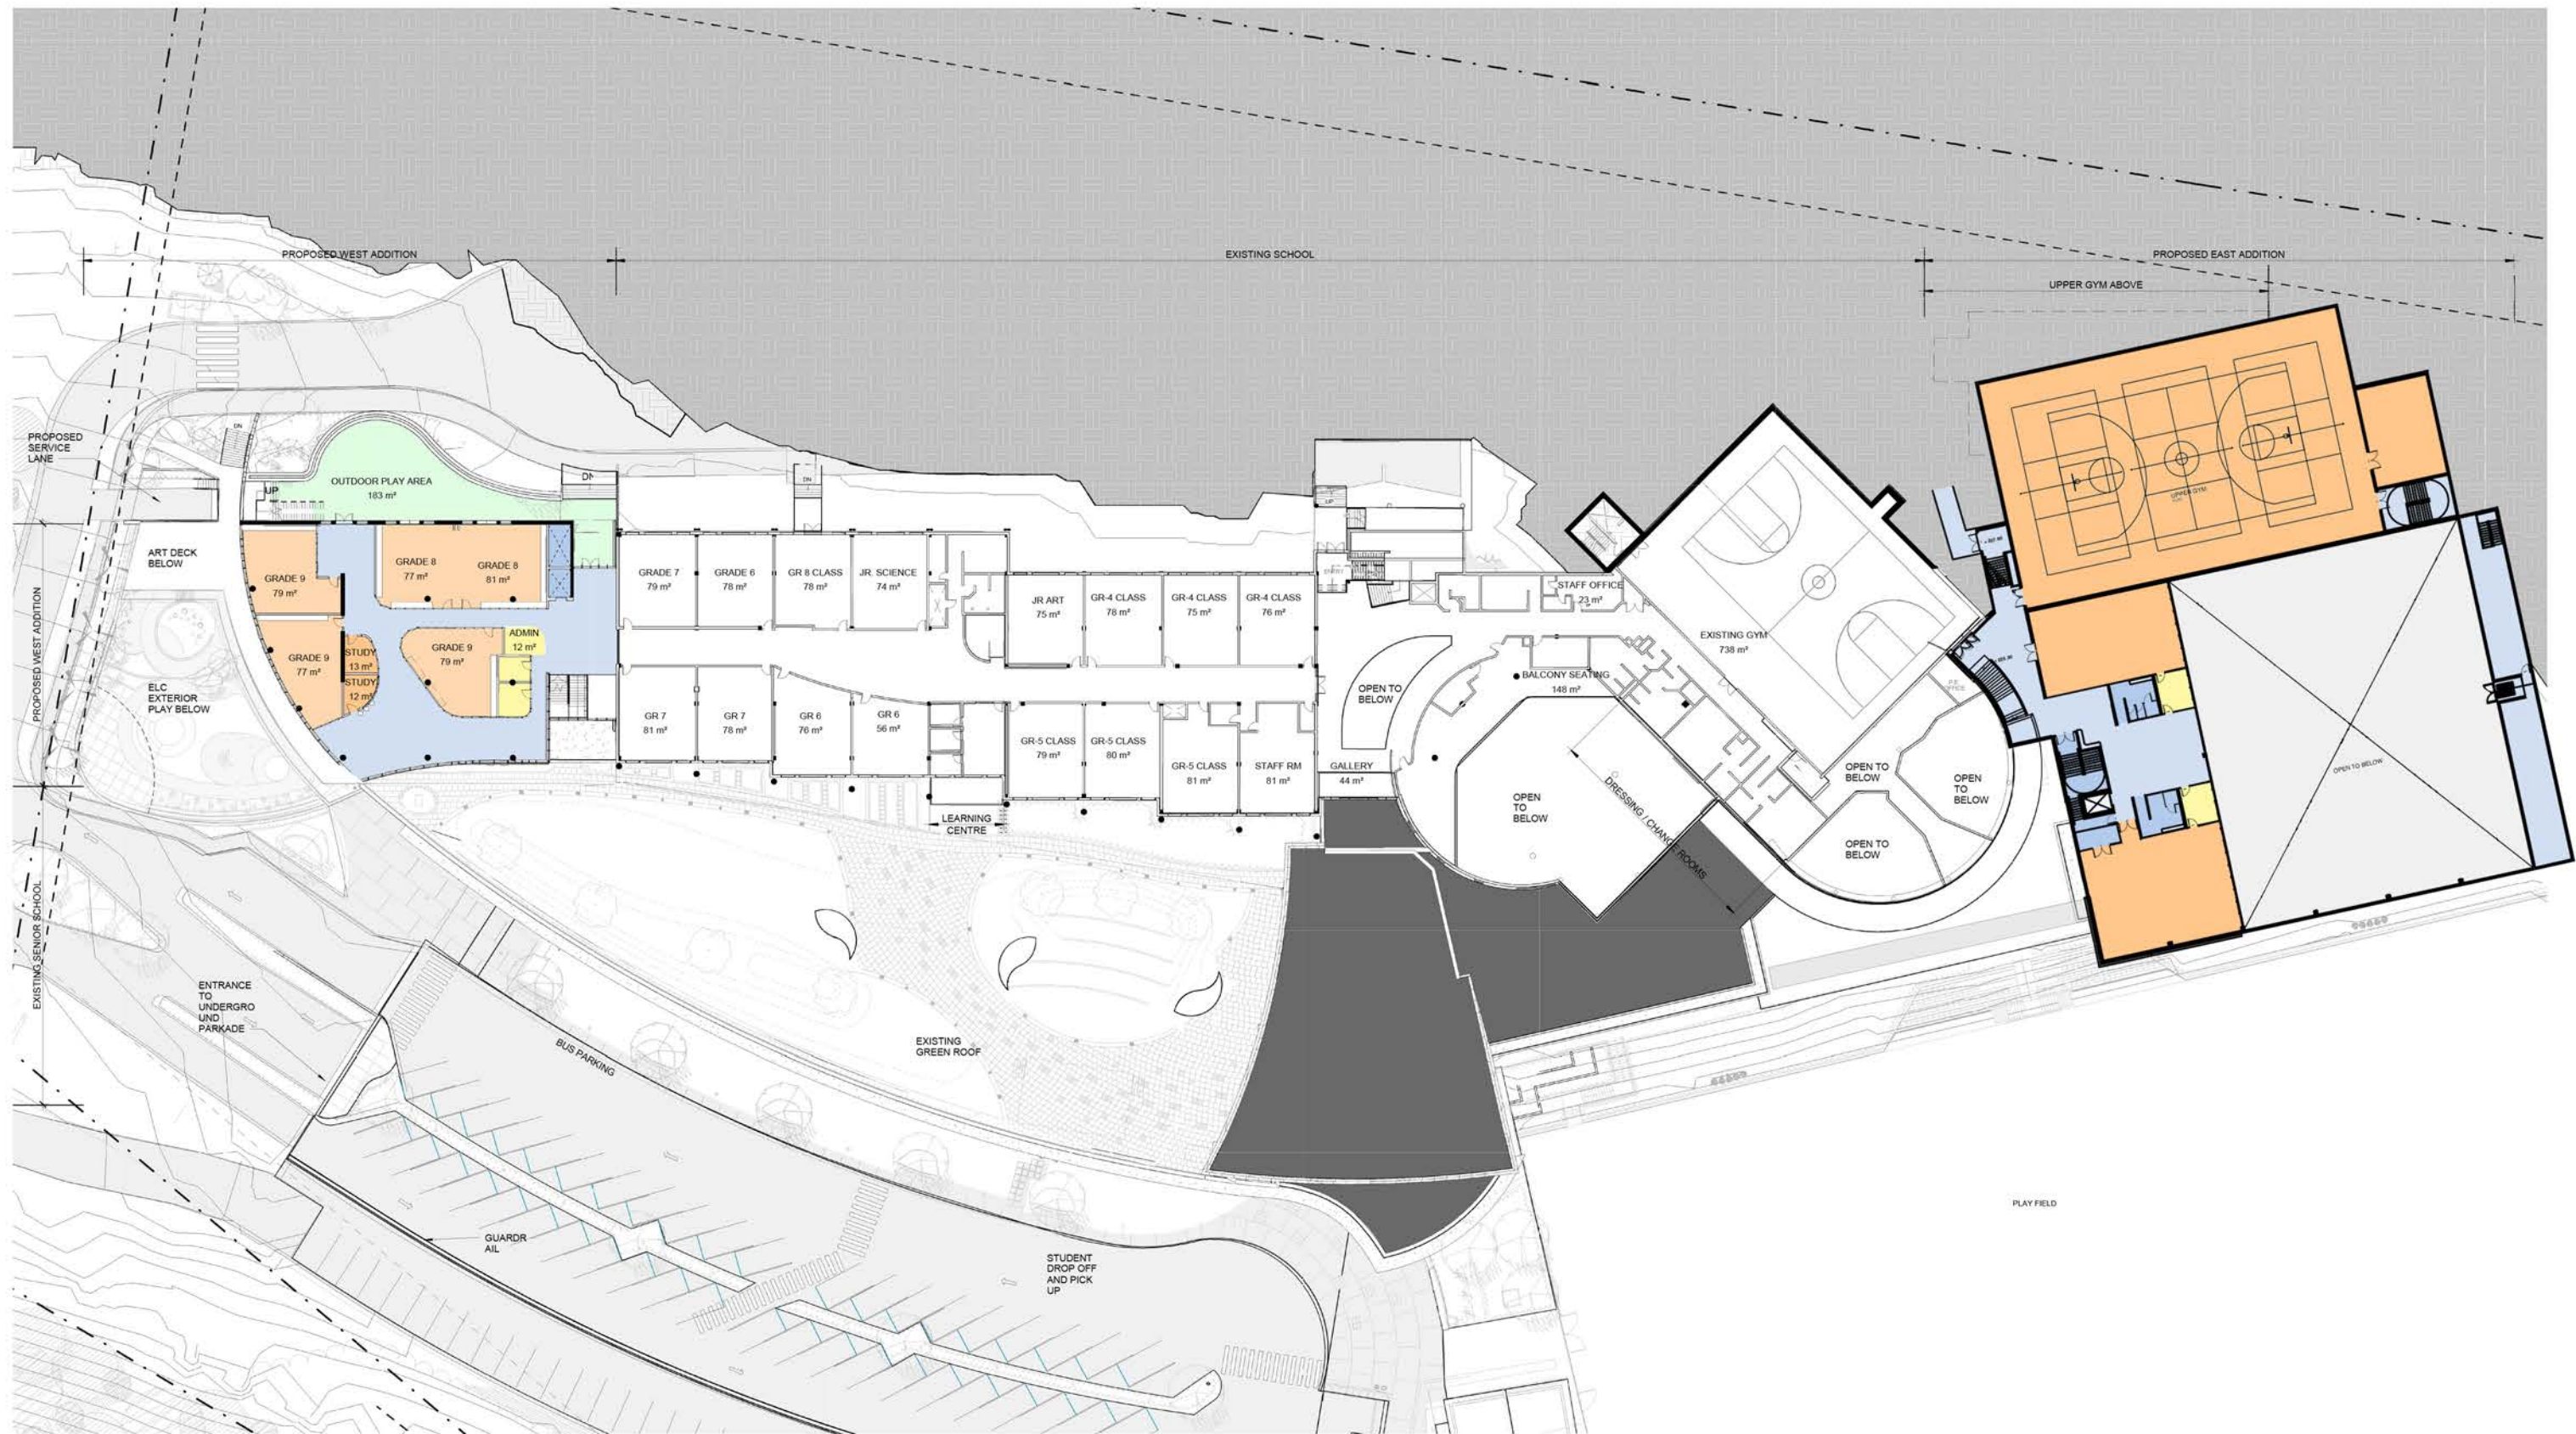 PROPOSED WEST ADDITION
EXISTING SCHOOL
PROPOSED EAST ADDITION
UPPER GYM ABOVE
PROPOSED
SERVICE
LANE
DN
UP
OUTDOOR PLAY AREA
183 m²
DN
DN
UP
ART DECK
BELOW
GRADE 9
79 m²
GRADE 8
77 m²
GRADE 8
81 m²
GRADE 7
79 m²
GRADE 6
78 m²
GR 8 CLASS
78 m²
JR. SCIENCE
74 m²
JR ART
75 m²
GR-4 CLASS
78 m²
GR-4 CLASS
75 m²
GR-4 CLASS
76 m²
STAFF OFFICE
23 m²
UPPER GYM
EXISTING GYM
738 m²
PROPOSED WEST ADDITION
GRADE 9
77 m²
STUDY
13 m²
STUDY
12 m²
GRADE 9
79 m²
ADMIN
12 m²
ELC
EXTERIOR
PLAY BELOW
GR 7
81 m²
GR 7
78 m²
GR 6
76 m²
GR 6
56 m²
GR-5 CLASS
79 m²
GR-5 CLASS
80 m²
GR-5 CLASS
81 m²
STAFF RM
81 m²
GALLERY
44 m²
OPEN TO
BELOW
BALCONY SEATING
148 m²
P.E.
OFFICE
OPEN
TO
BELOW
DRESSING / CHANGE ROOMS
OPEN TO
BELOW
OPEN
TO
BELOW
OPEN TO
BELOW
OPEN TO BELOW
LEARNING
CENTRE
EXISTING SENIOR SCHOOL
ENTRANCE
TO
UNDERGRO
UND
PARKADE
BUS PARKING
EXISTING
GREEN ROOF
GUARDR
AIL
STUDENT
DROP OFF
AND PICK
UP
PLAY FIELD